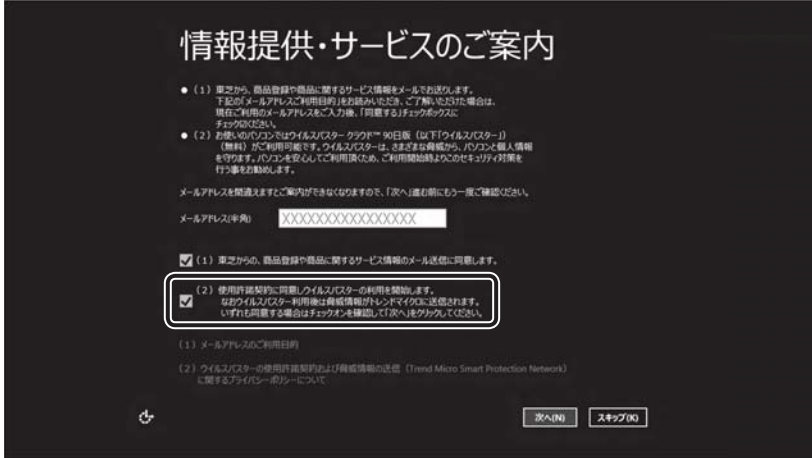 情報提供・サービスのご案内
● (1) 東芝から、商品登録や商品に関するサービス情報をメールでお送りします。
下記の「メールアドレスご利用目的」をお読みいただき、ご了解いただけた場合は、
現在ご利用のメールアドレスをご入力後、「同意する」チェックボックスに
チェックください。
● (2) お使いのパソコンではウイルスバスター クラウド™ 90日版 (以下「ウイルスバスター」)
(無料) がご利用可能です。ウイルスバスターは、さまざまな脅威から、パソコンと個人情報
を守ります。パソコンを安心してご利用頂くため、ご利用開始時よりこのセキュリティ対策を
行う事をお勧めします。
メールアドレスを間違えますとご案内ができなくなりますので、「次へ」進む前にもう一度ご確認ください。
メールアドレス(半角)
XXXXXXXXXXXXXXXXX
(1) 東芝からの、商品登録や商品に関するサービス情報のメール送信に同意します。
(2) 使用許諾契約に同意しウイルスバスターの利用を開始します。
なおウイルスバスター利用後は脅威情報がトレンドマイクロに送信されます。
いずれも同意する場合はチェックオンを確認して「次へ」をクリックしてください。
(1) メールアドレスのご利用目的
(2) ウイルスバスターの使用許諾契約および脅威情報の送信 (Trend Micro Smart Protection Network)
に関するプライバシーポリシーについて
次へ(N)
スキップ(K)